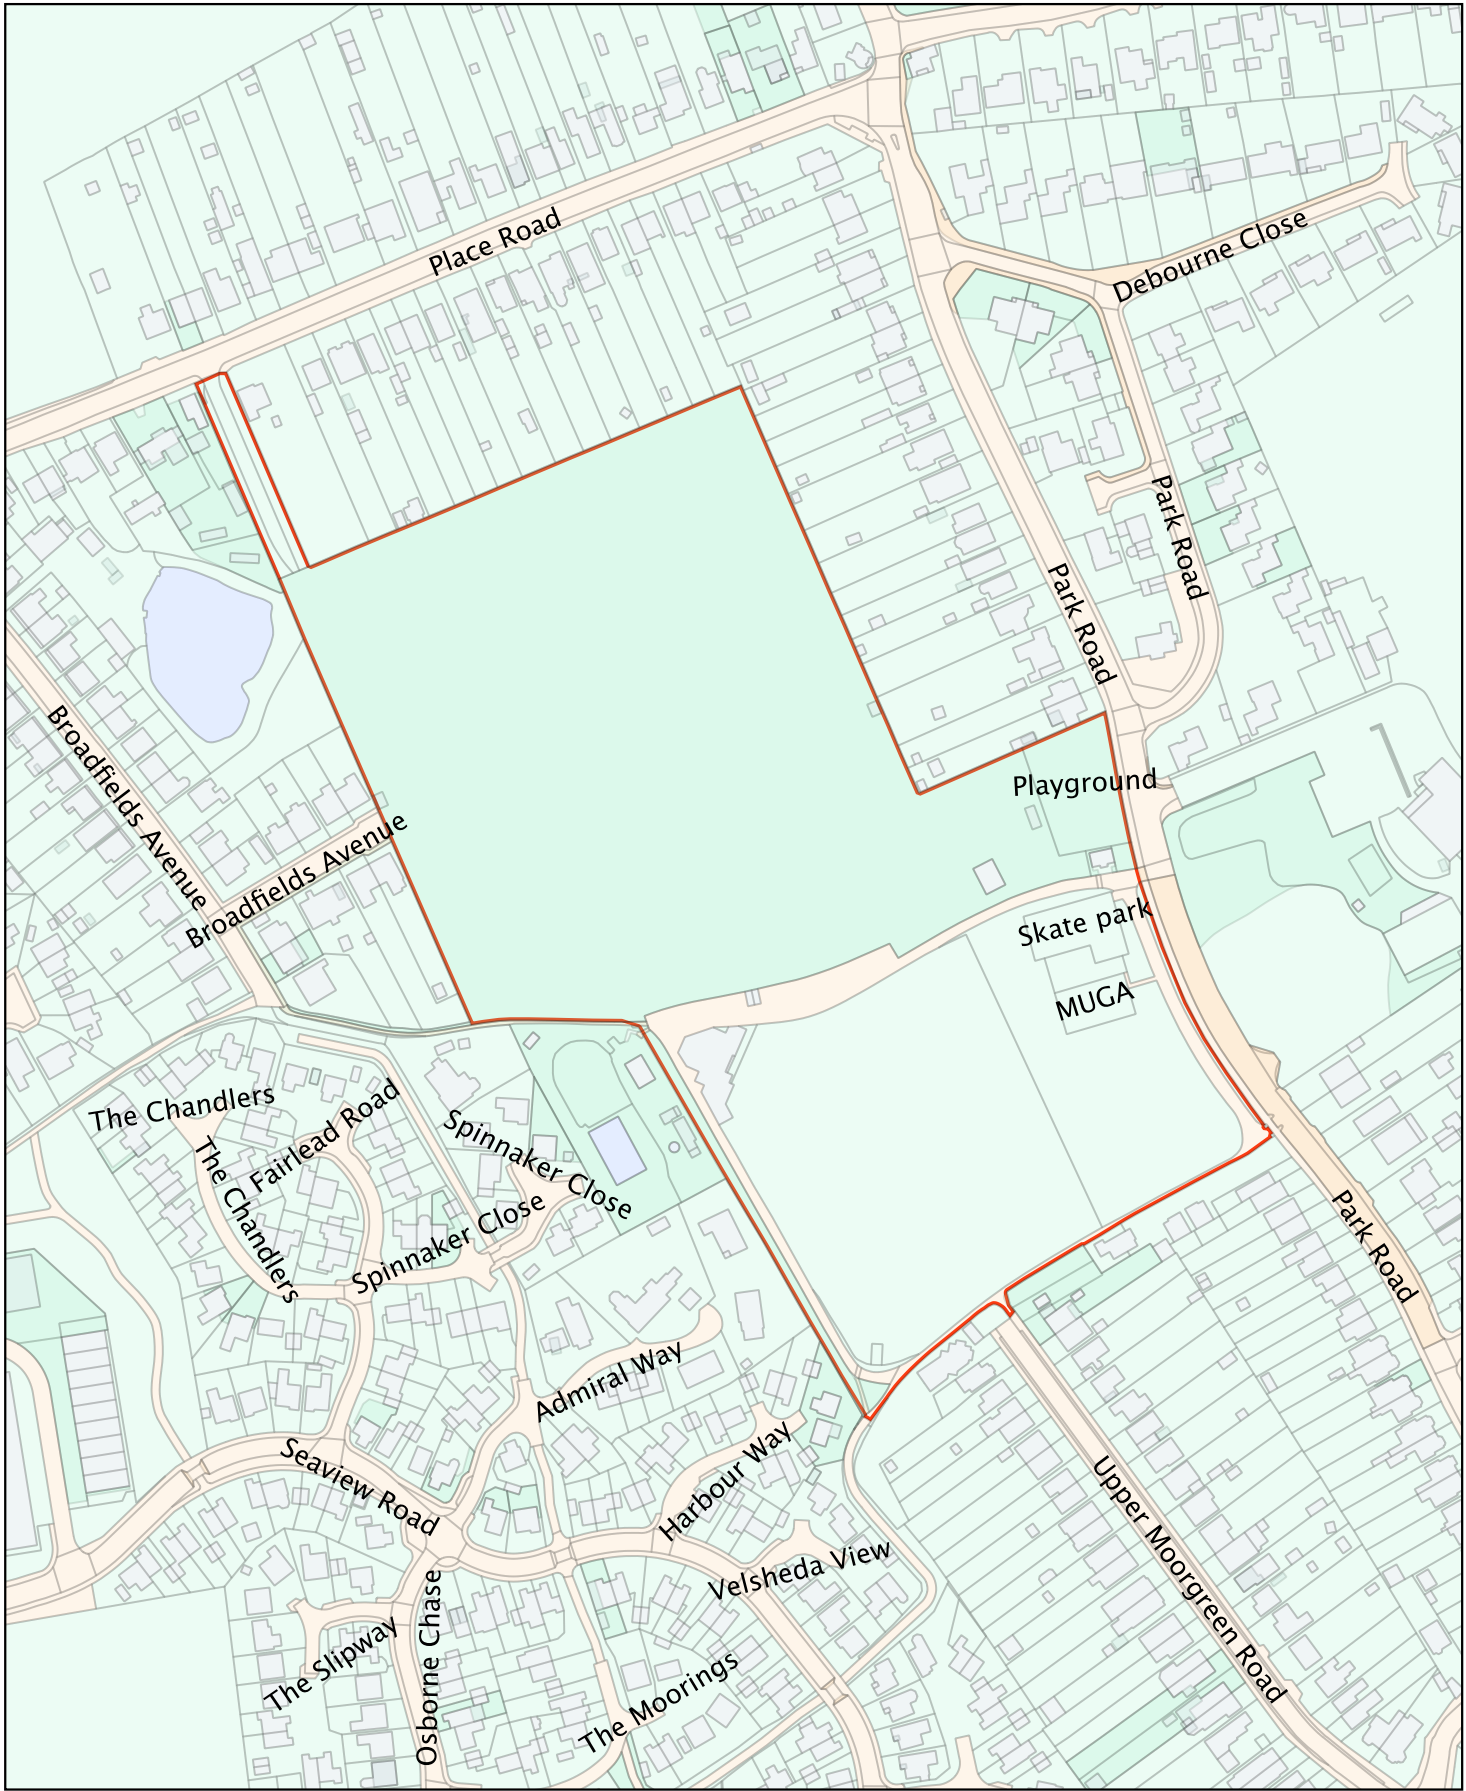 Place Road
Debourne Close
Park Road
Park Road
Broadfields Avenue
Playground
Broadfields Avenue
Skate park
MUGA
The Chandlers
Fairlead Road
Spinnaker Close
The Chandlers
Spinnaker Close
Park Road
Admiral Way
Harbour Way
Seaview Road
Upper Moorgreen Road
Velsheda View
Osborne Chase
The Slipway
The Moorings